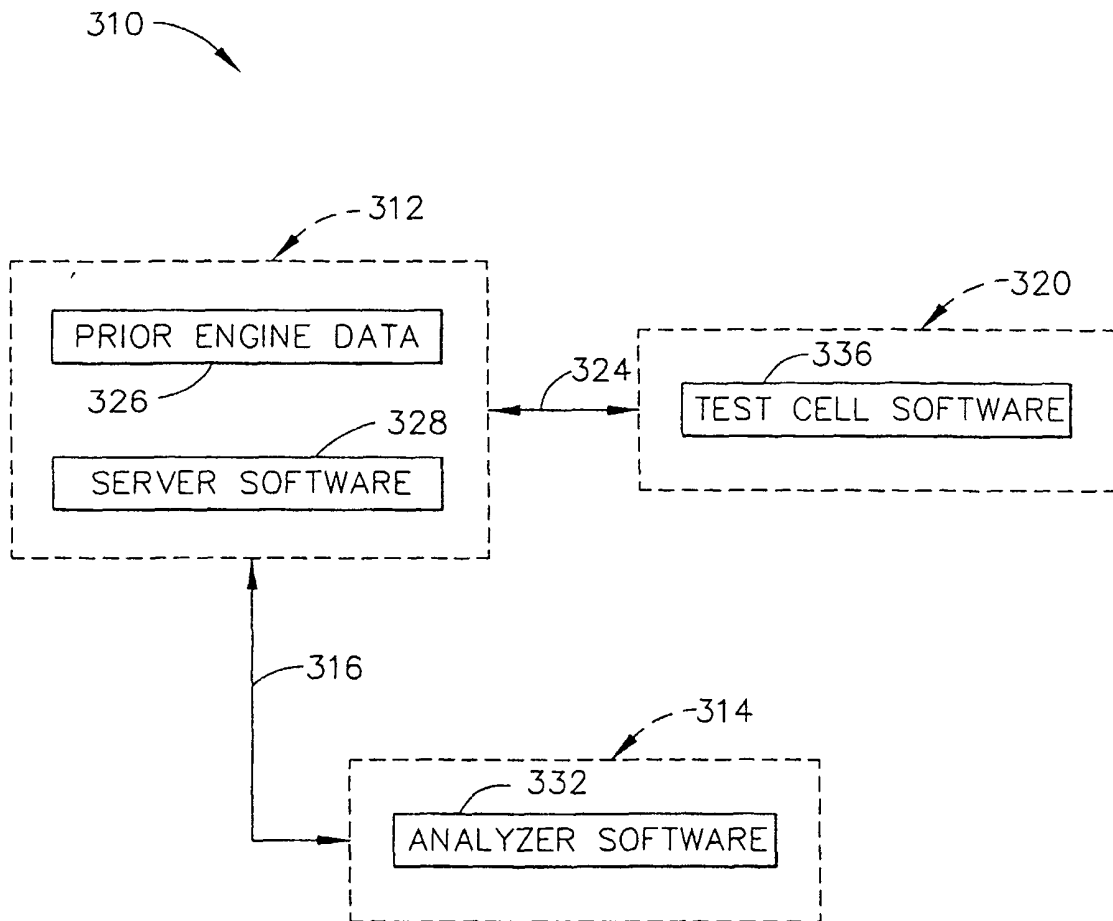 310
312
PRIOR ENGINE DATA
326
328
SERVER SOFTWARE
320
324
336
TEST CELL SOFTWARE
316
314
332
ANALYZER SOFTWARE